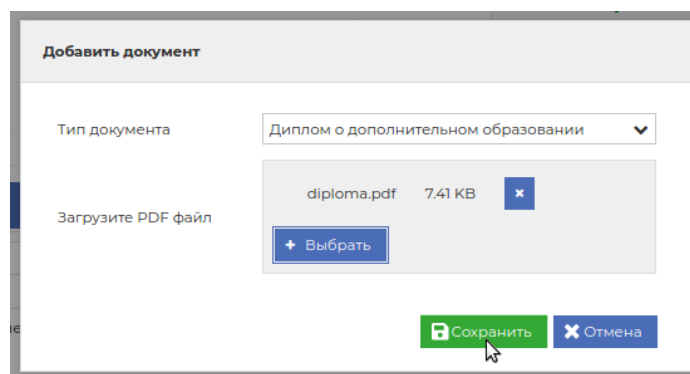 Добавить документ
Тип документа
Диплом о дополнительном образовании
diploma.pdf 7.41 KB
Загрузите PDF файл
Выбрать
Сохранить Отмена